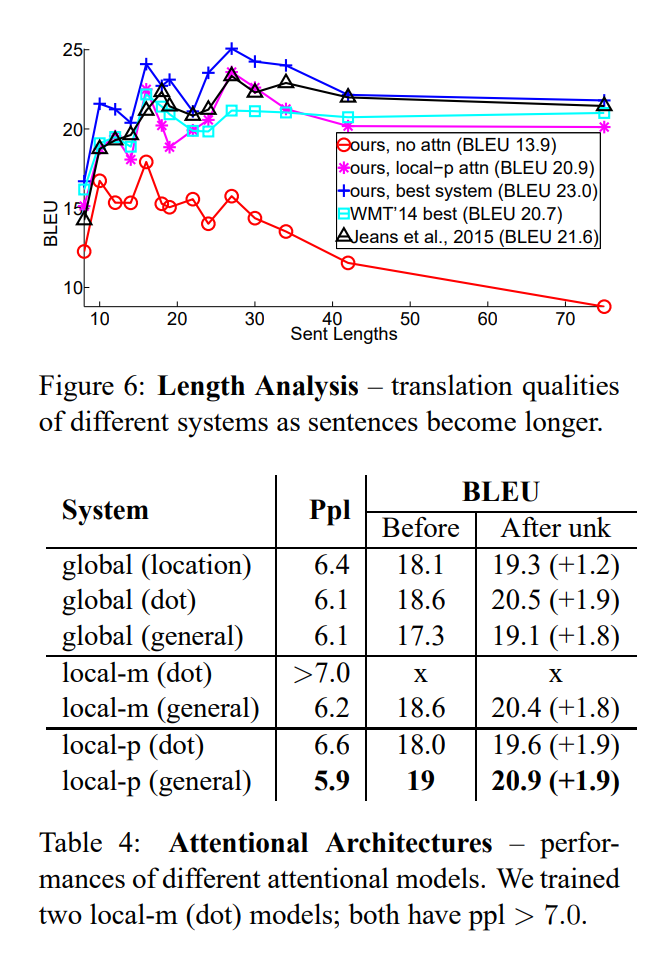 25
20
15
10
BLEU
ours, no attn (BLEU 13.9)
ours, local−p attn (BLEU 20.9)
ours, best system (BLEU 23.0)
WMT’14 best (BLEU 20.7)
Jeans et al., 2015 (BLEU 21.6)
10 20 30 40 50 60 70
Sent Lengths
Figure 6: Length Analysis – translation qualities
of different systems as sentences become longer.
System Ppl BLEU
Before After unk
global (location) 6.4 18.1 19.3 (+1.2)
global (dot) 6.1 18.6 20.5 (+1.9)
global (general) 6.1 17.3 19.1 (+1.8)
local-m (dot) >7.0 x x
local-m (general) 6.2 18.6 20.4 (+1.8)
local-p (dot) 6.6 18.0 19.6 (+1.9)
local-p (general) 5.9 19 20.9 (+1.9)
Table 4: Attentional Architectures – perfor-
mances of different attentional models. We trained
two local-m (dot) models; both have ppl > 7.0.